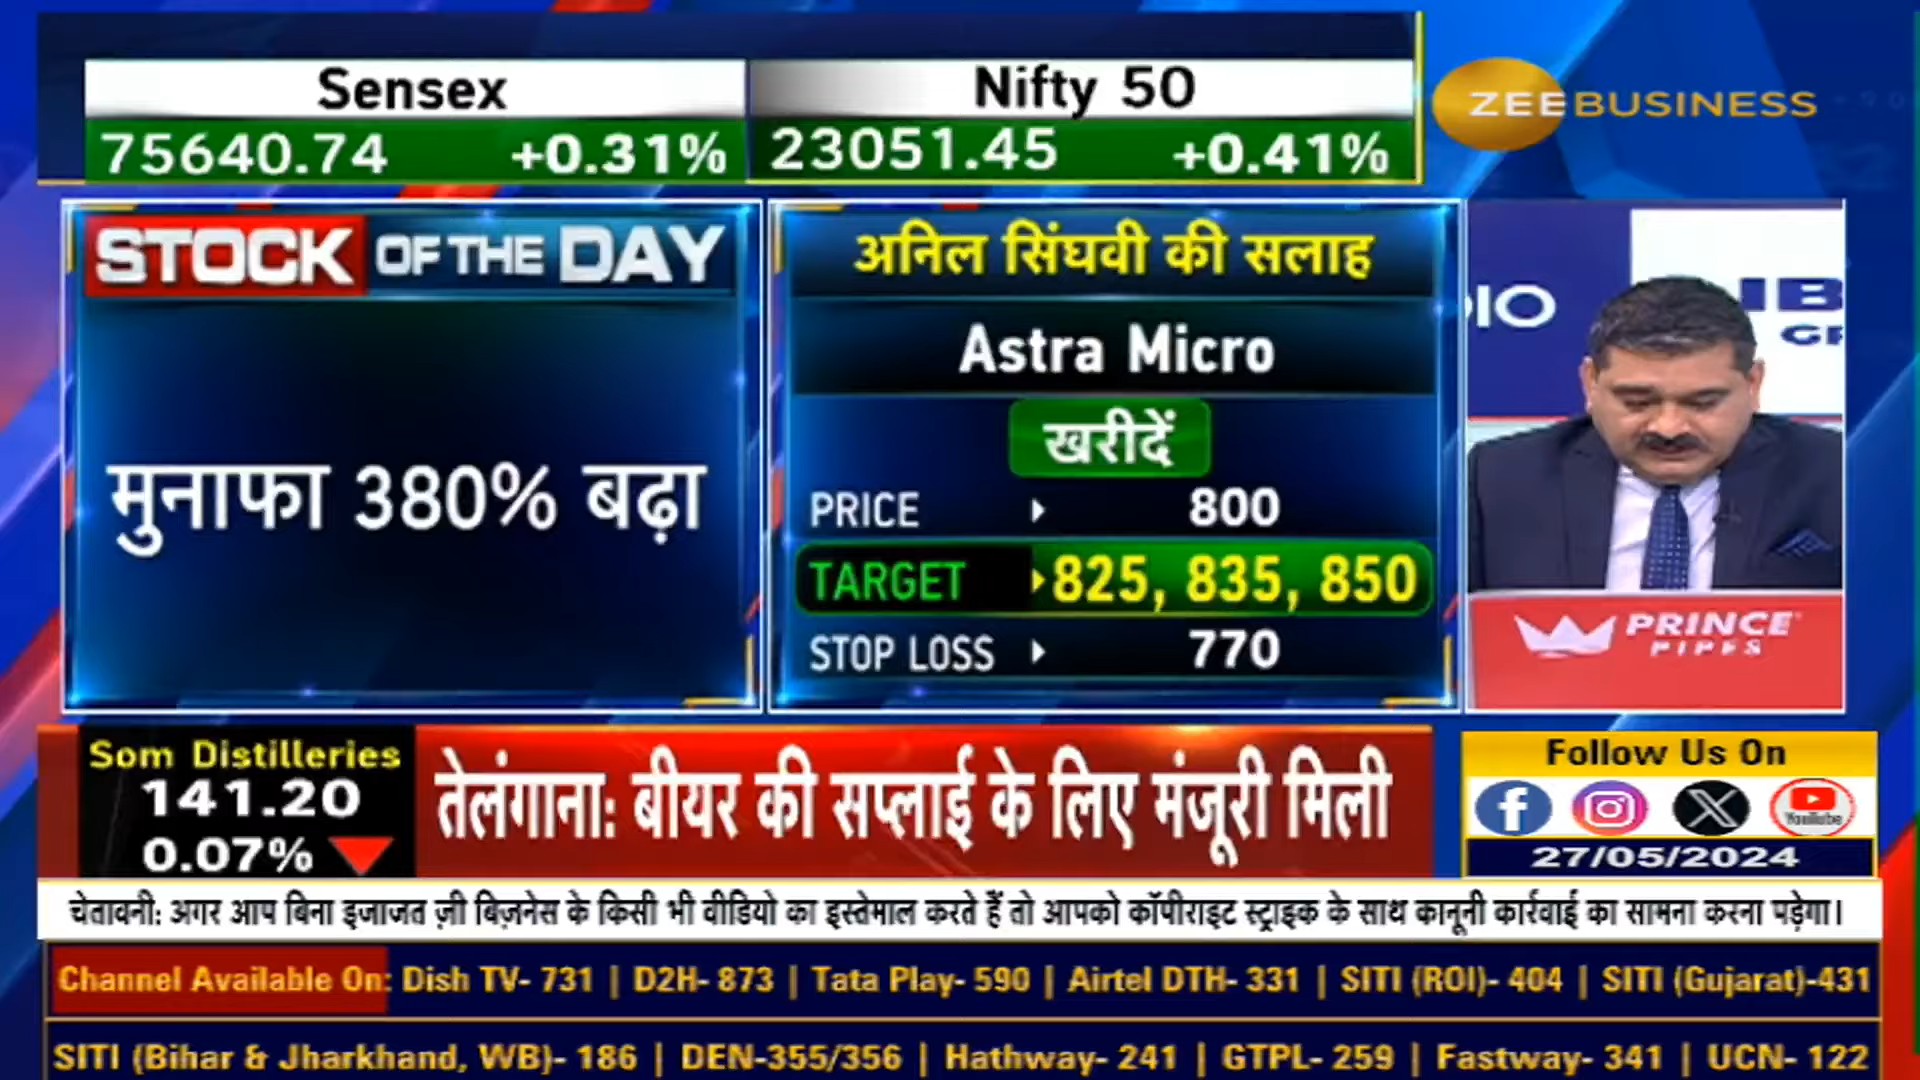 Sensex
75640.74 +0.31%
Nifty 50
23051.45 +0.41%
ZEEBUSINESS
STOCK OF THE DAY
मुनाफा 380% बढ़ा
अनिल सिंघवी की सलाह
Astra Micro
खरीदें
PRICE 800
TARGET 825, 835, 850
STOP LOSS 770
IO
IB
GR
PRINCE
PIPES
Som Distilleries
141.20
0.07%
तेलंगाना: बीयर की सप्लाई के लिए मंजूरी मिली
Follow Us On
YouTube
27/05/2024
चेतावनी: अगर आप बिना इजाजत ज़ी बिज़नेस के किसी भी वीडियो का इस्तेमाल करते हैं तो आपको कॉपीराइट स्ट्राइक के साथ कानूनी कार्रवाई का सामना करना पड़ेगा।
Channel Available On: Dish TV- 731 | D2H- 873 | Tata Play- 590 | Airtel DTH- 331 | SITI (ROI)- 404 | SITI (Gujarat)-431
SITI (Bihar & Jharkhand, WB)- 186 | DEN-355/356 | Hathway- 241 | GTPL- 259 | Fastway- 341 | UCN- 122